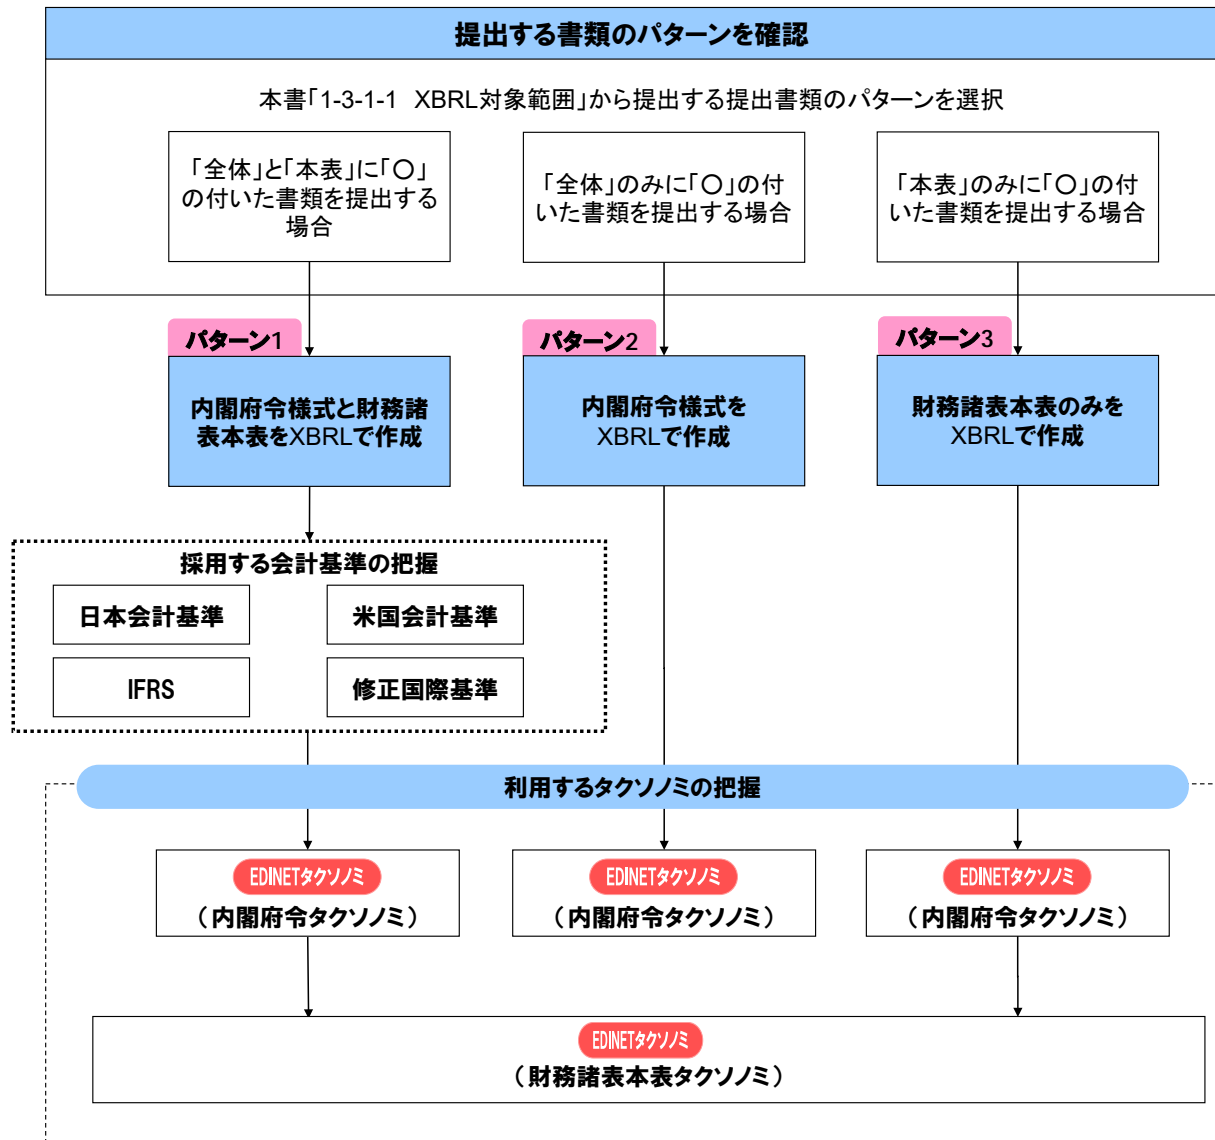 提出する書類のパターンを確認
本書「1-3-1-1 XBRL対象範囲」から提出する提出書類のパターンを選択
「全体」と「本表」に「○」
の付いた書類を提出する
場合
「全体」のみに「○」の付
いた書類を提出する場合
「本表」のみに「○」の付
いた書類を提出する場合
パターン1
パターン2
パターン3
内閣府令様式と財務諸
表本表をXBRLで作成
内閣府令様式を
XBRLで作成
財務諸表本表のみを
XBRLで作成
採用する会計基準の把握
日本会計基準
米国会計基準
IFRS
修正国際基準
利用するタクソノミの把握
EDINETタクソノミ
（内閣府令タクソノミ）
EDINETタクソノミ
（内閣府令タクソノミ）
EDINETタクソノミ
（内閣府令タクソノミ）
EDINETタクソノミ
（財務諸表本表タクソノミ）